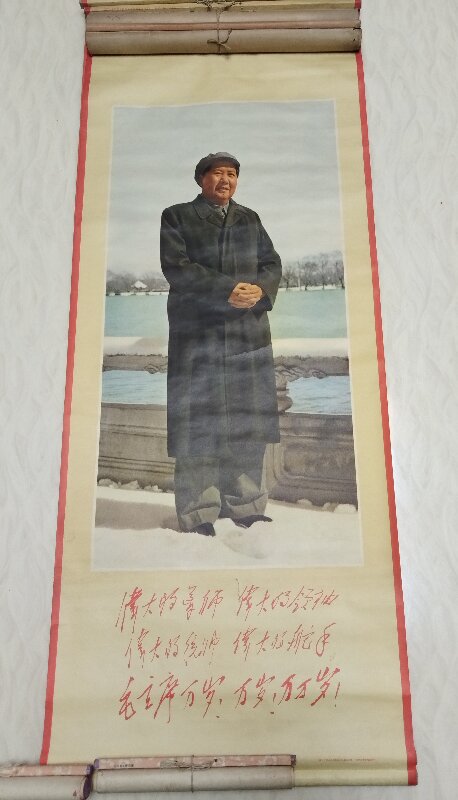 伟大的导师 伟大的领袖
伟大的统帅 伟大的舵手
毛主席万岁！万岁！万万岁！